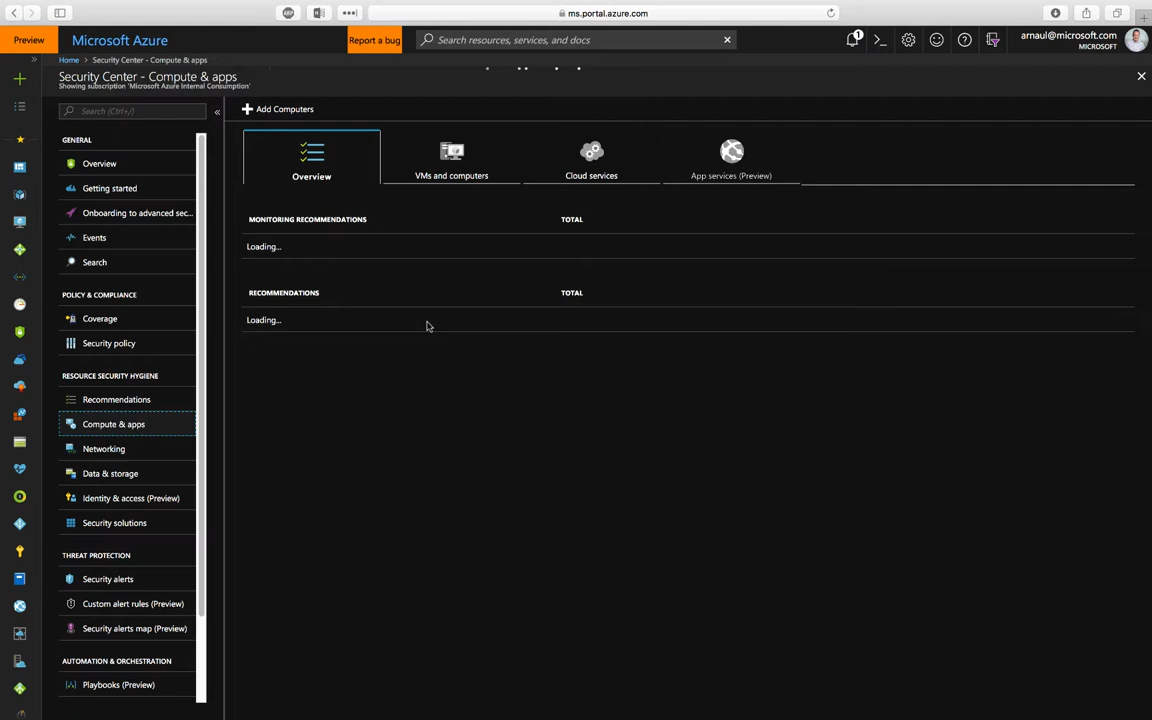 ms.portal.azure.com
Preview
Microsoft Azure
Report a bug
Search resources, services, and docs
1
arnaul@microsoft.com
MICROSOFT
Home > Security Center - Compute & apps
Security Center - Compute & apps
Showing subscription 'Microsoft Azure Internal Consumption'
Search (Ctrl+/)
GENERAL
Overview
Getting started
Onboarding to advanced sec...
Events
Search
POLICY & COMPLIANCE
Coverage
Security policy
RESOURCE SECURITY HYGIENE
Recommendations
Compute & apps
Networking
Data & storage
Identity & access (Preview)
Security solutions
THREAT PROTECTION
Security alerts
Custom alert rules (Preview)
Security alerts map (Preview)
AUTOMATION & ORCHESTRATION
Playbooks (Preview)
Add Computers
Overview
VMs and computers
Cloud services
App services (Preview)
MONITORING RECOMMENDATIONS TOTAL
Loading...
RECOMMENDATIONS TOTAL
Loading...